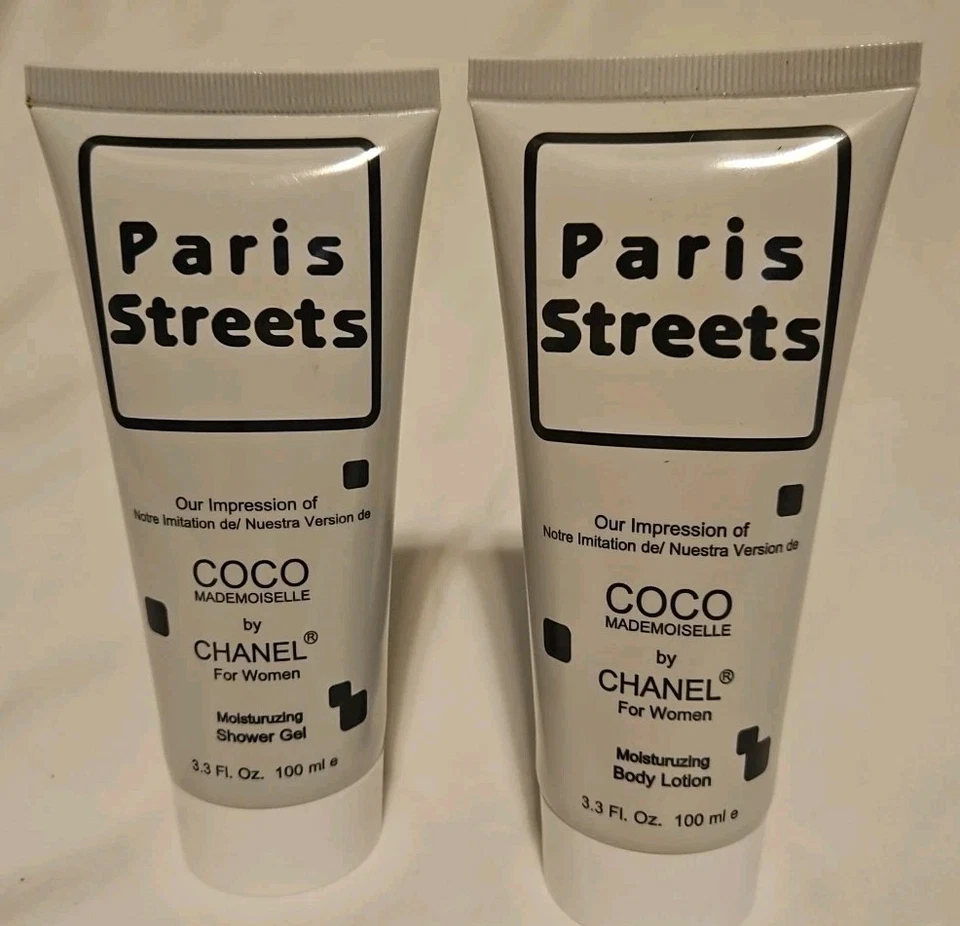 Paris
Streets
Our Impression of
Notre Imitation de/ Nuestra Version de
COCO
MADEMOISELLE
by
CHANEL®
For Women
Moisturuzing
Shower Gel
3.3 Fl. Oz. 100 ml e
Paris
Streets
Our Impression of
Notre Imitation de/ Nuestra Version de
COCO
MADEMOISELLE
by
CHANEL®
For Women
Moisturuzing
Body Lotion
3.3 Fl. Oz. 100 ml e